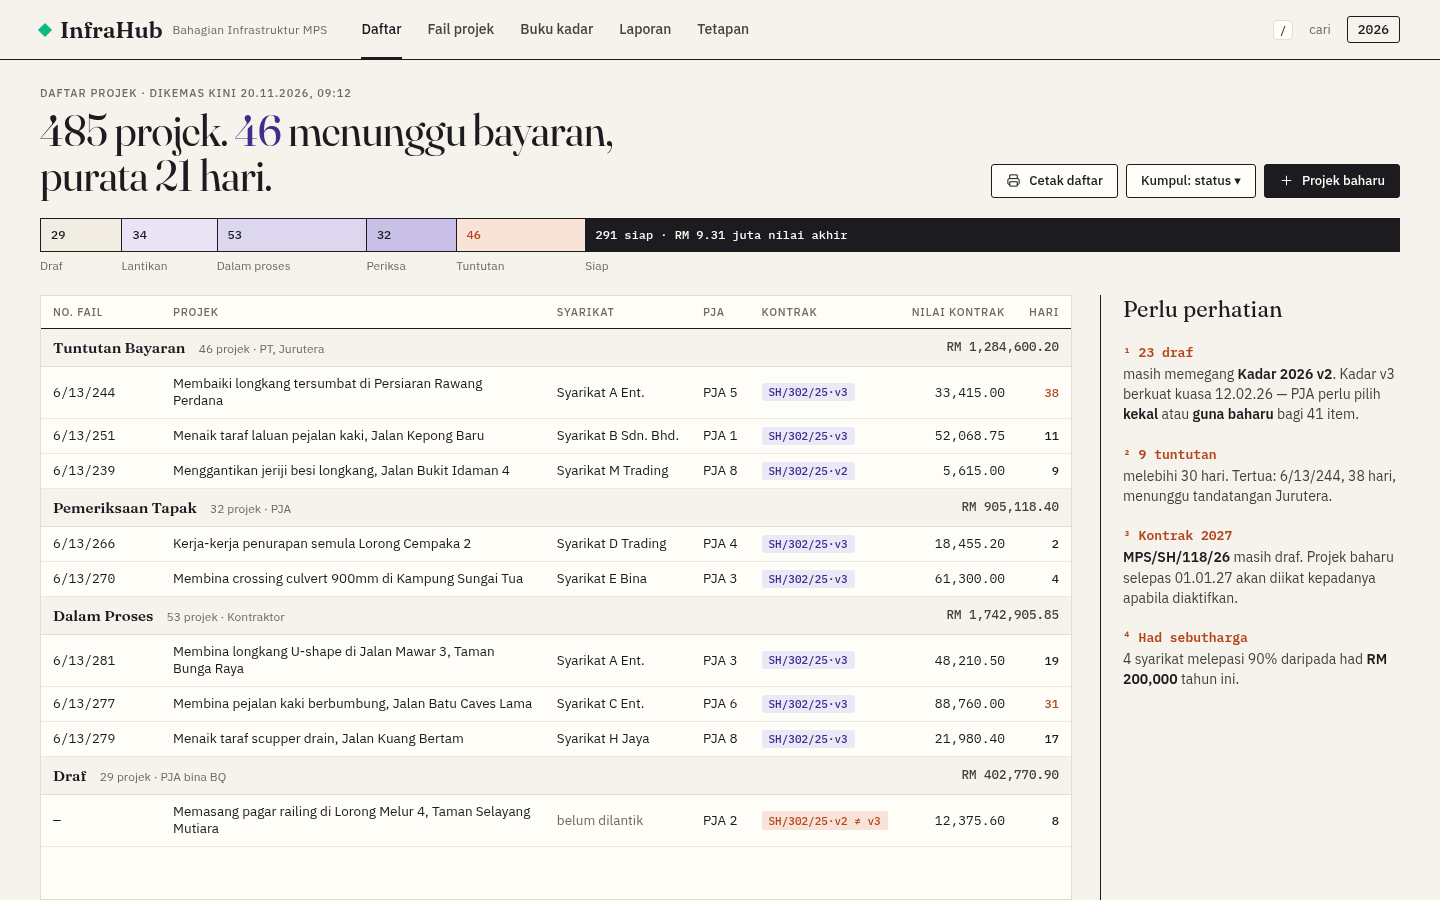 InfraHub Bahagian Infrastruktur MPS Daftar Fail projek Buku kadar Laporan Tetapan / cari 2026
DAFTAR PROJEK · DIKEMAS KINI 20.11.2026, 09:12
485 projek. 46 menunggu bayaran,
purata 21 hari.
Cetak daftar Kumpul: status ▾ + Projek baharu
29 34 53 32 46 291 siap · RM 9.31 juta nilai akhir
Draf Lantikan Dalam proses Periksa Tuntutan Siap
NO. FAIL PROJEK SYARIKAT PJA KONTRAK NILAI KONTRAK HARI
Tuntutan Bayaran 46 projek · PT, Jurutera RM 1,284,600.20
6/13/244 Membaiki longkang tersumbat di Persiaran Rawang
Perdana Syarikat A Ent. PJA 5 SH/302/25·v3 33,415.00 38
6/13/251 Menaik taraf laluan pejalan kaki, Jalan Kepong Baru Syarikat B Sdn. Bhd. PJA 1 SH/302/25·v3 52,068.75 11
6/13/239 Menggantikan jeriji besi longkang, Jalan Bukit Idaman 4 Syarikat M Trading PJA 8 SH/302/25·v2 5,615.00 9
Pemeriksaan Tapak 32 projek · PJA RM 905,118.40
6/13/266 Kerja-kerja penurapan semula Lorong Cempaka 2 Syarikat D Trading PJA 4 SH/302/25·v3 18,455.20 2
6/13/270 Membina crossing culvert 900mm di Kampung Sungai Tua Syarikat E Bina PJA 3 SH/302/25·v3 61,300.00 4
Dalam Proses 53 projek · Kontraktor RM 1,742,905.85
6/13/281 Membina longkang U-shape di Jalan Mawar 3, Taman
Bunga Raya Syarikat A Ent. PJA 3 SH/302/25·v3 48,210.50 19
6/13/277 Membina pejalan kaki berbumbung, Jalan Batu Caves Lama Syarikat C Ent. PJA 6 SH/302/25·v3 88,760.00 31
6/13/279 Menaik taraf scupper drain, Jalan Kuang Bertam Syarikat H Jaya PJA 8 SH/302/25·v3 21,980.40 17
Draf 29 projek · PJA bina BQ RM 402,770.90
— Memasang pagar railing di Lorong Melur 4, Taman Selayang
Mutiara belum dilantik PJA 2 SH/302/25·v2 ≠ v3 12,375.60 8
Perlu perhatian
¹ 23 draf
masih memegang Kadar 2026 v2. Kadar v3
berkuat kuasa 12.02.26 — PJA perlu pilih
kekal atau guna baharu bagi 41 item.
² 9 tuntutan
melebihi 30 hari. Tertua: 6/13/244, 38 hari,
menunggu tandatangan Jurutera.
³ Kontrak 2027
MPS/SH/118/26 masih draf. Projek baharu
selepas 01.01.27 akan diikat kepadanya
apabila diaktifkan.
⁴ Had sebutharga
4 syarikat melepasi 90% daripada had RM
200,000 tahun ini.